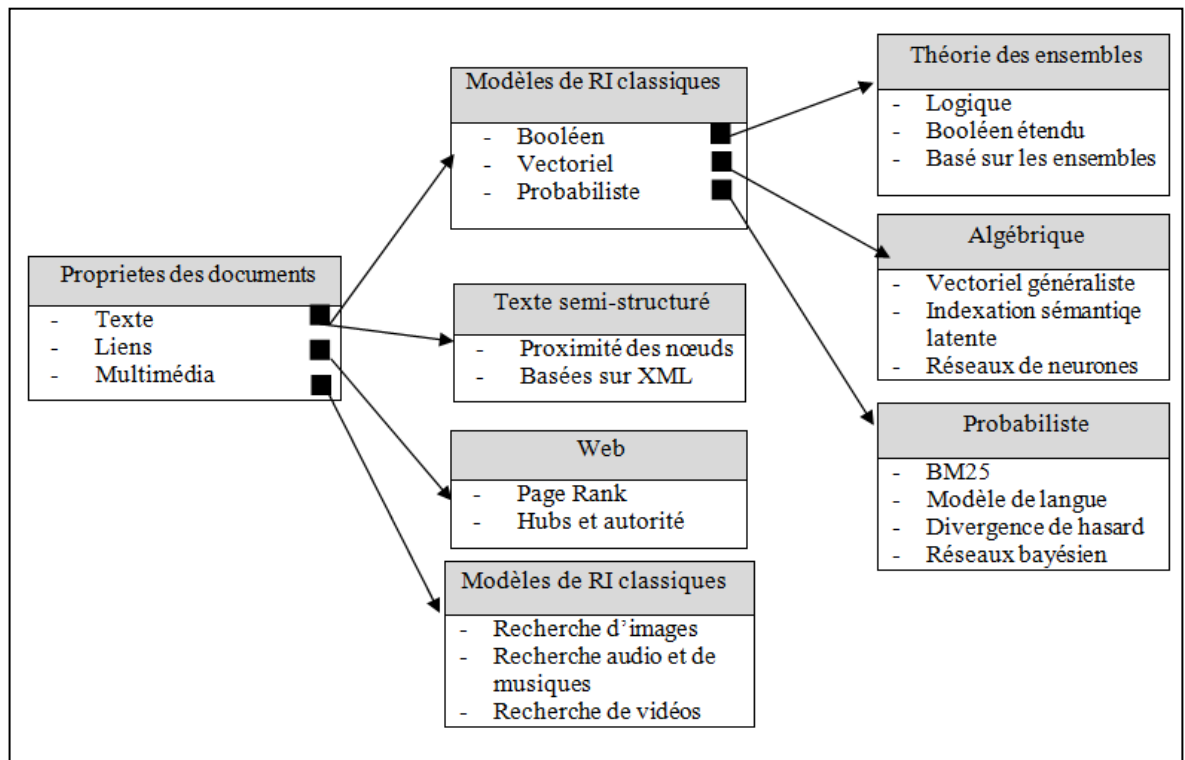 Proprietes des documents
- Texte
- Liens
- Multimédia
Modèles de RI classiques
- Booléen
- Vectoriel
- Probabiliste
Texte semi-structuré
- Proximité des nœuds
- Basées sur XML
Web
- Page Rank
- Hubs et autorité
Modèles de RI classiques
- Recherche d'images
- Recherche audio et de
musiques
- Recherche de vidéos
Théorie des ensembles
- Logique
- Booléen étendu
- Basé sur les ensembles
Algébrique
- Vectoriel généraliste
- Indexation sémantiqe
latente
- Réseaux de neurones
Probabiliste
- BM25
- Modèle de langue
- Divergence de hasard
- Réseaux bayésien